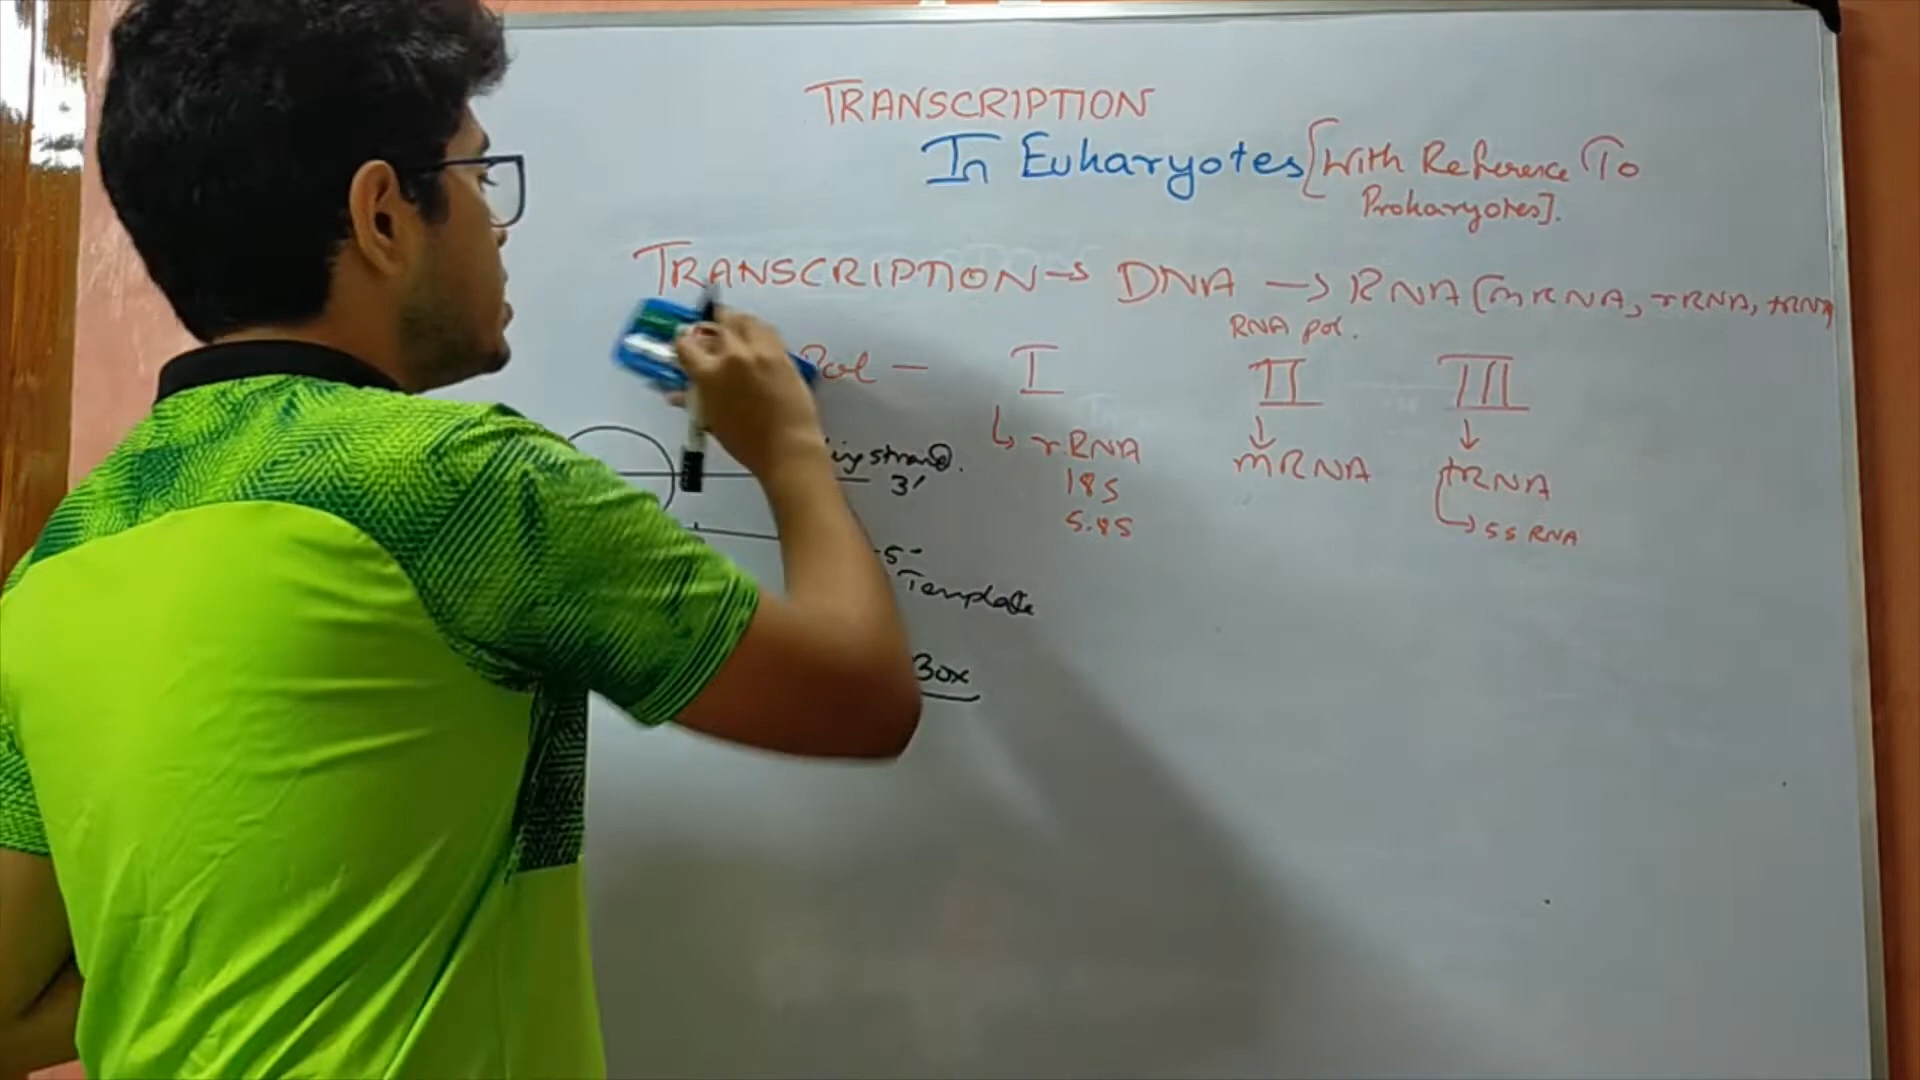 TRANSCRIPTION
In Eukaryotes [With Reference To
Prokaryotes].
TRANSCRIPTION → DNA → RNA (mRNA, rRNA, tRNA
RNA pol.
Pol — I II III
rRNA mRNA tRNA
18S
5.8S
5S RNA
strand.
3'
5'
Template
Box